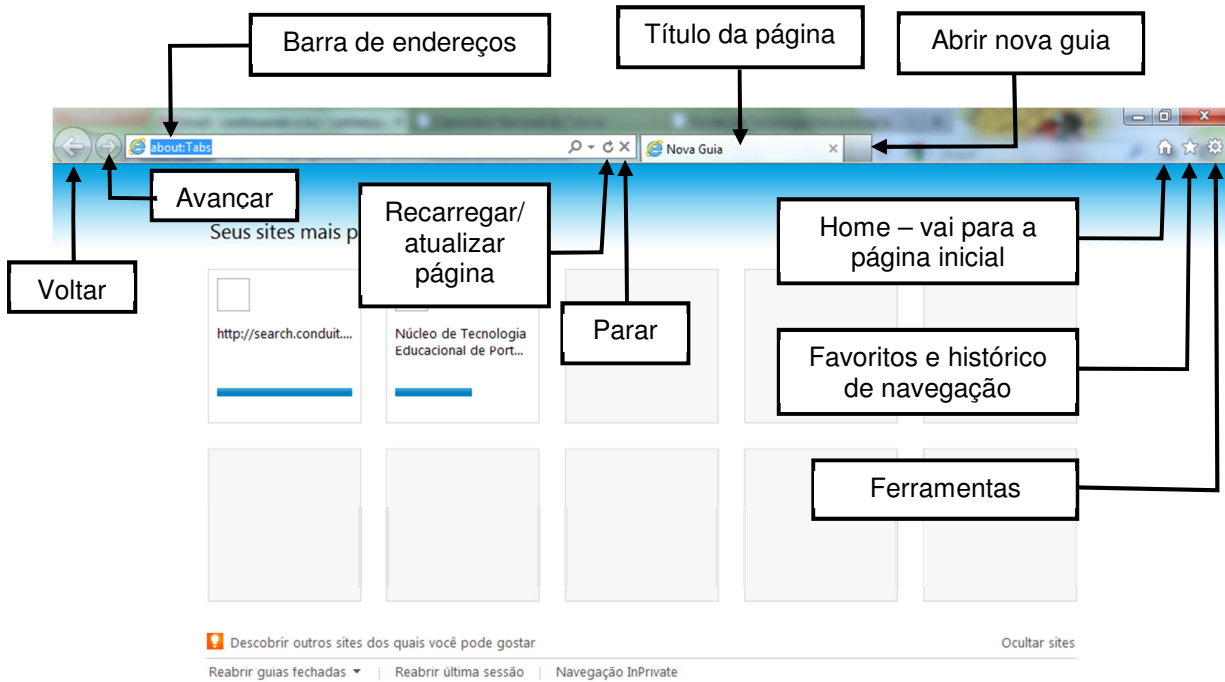 Barra de endereços
Título da página
Abrir nova guia
about:Tabs
Nova Guia
Avançar
Recarregar/
atualizar
página
Home – vai para a
página inicial
Seus sites mais p
Voltar
Parar
http://search.conduit....
Núcleo de Tecnologia
Educacional de Port...
Favoritos e histórico
de navegação
Ferramentas
Descobrir outros sites dos quais você pode gostar
Ocultar sites
Reabrir guias fechadas
Reabrir última sessão
Navegação InPrivate